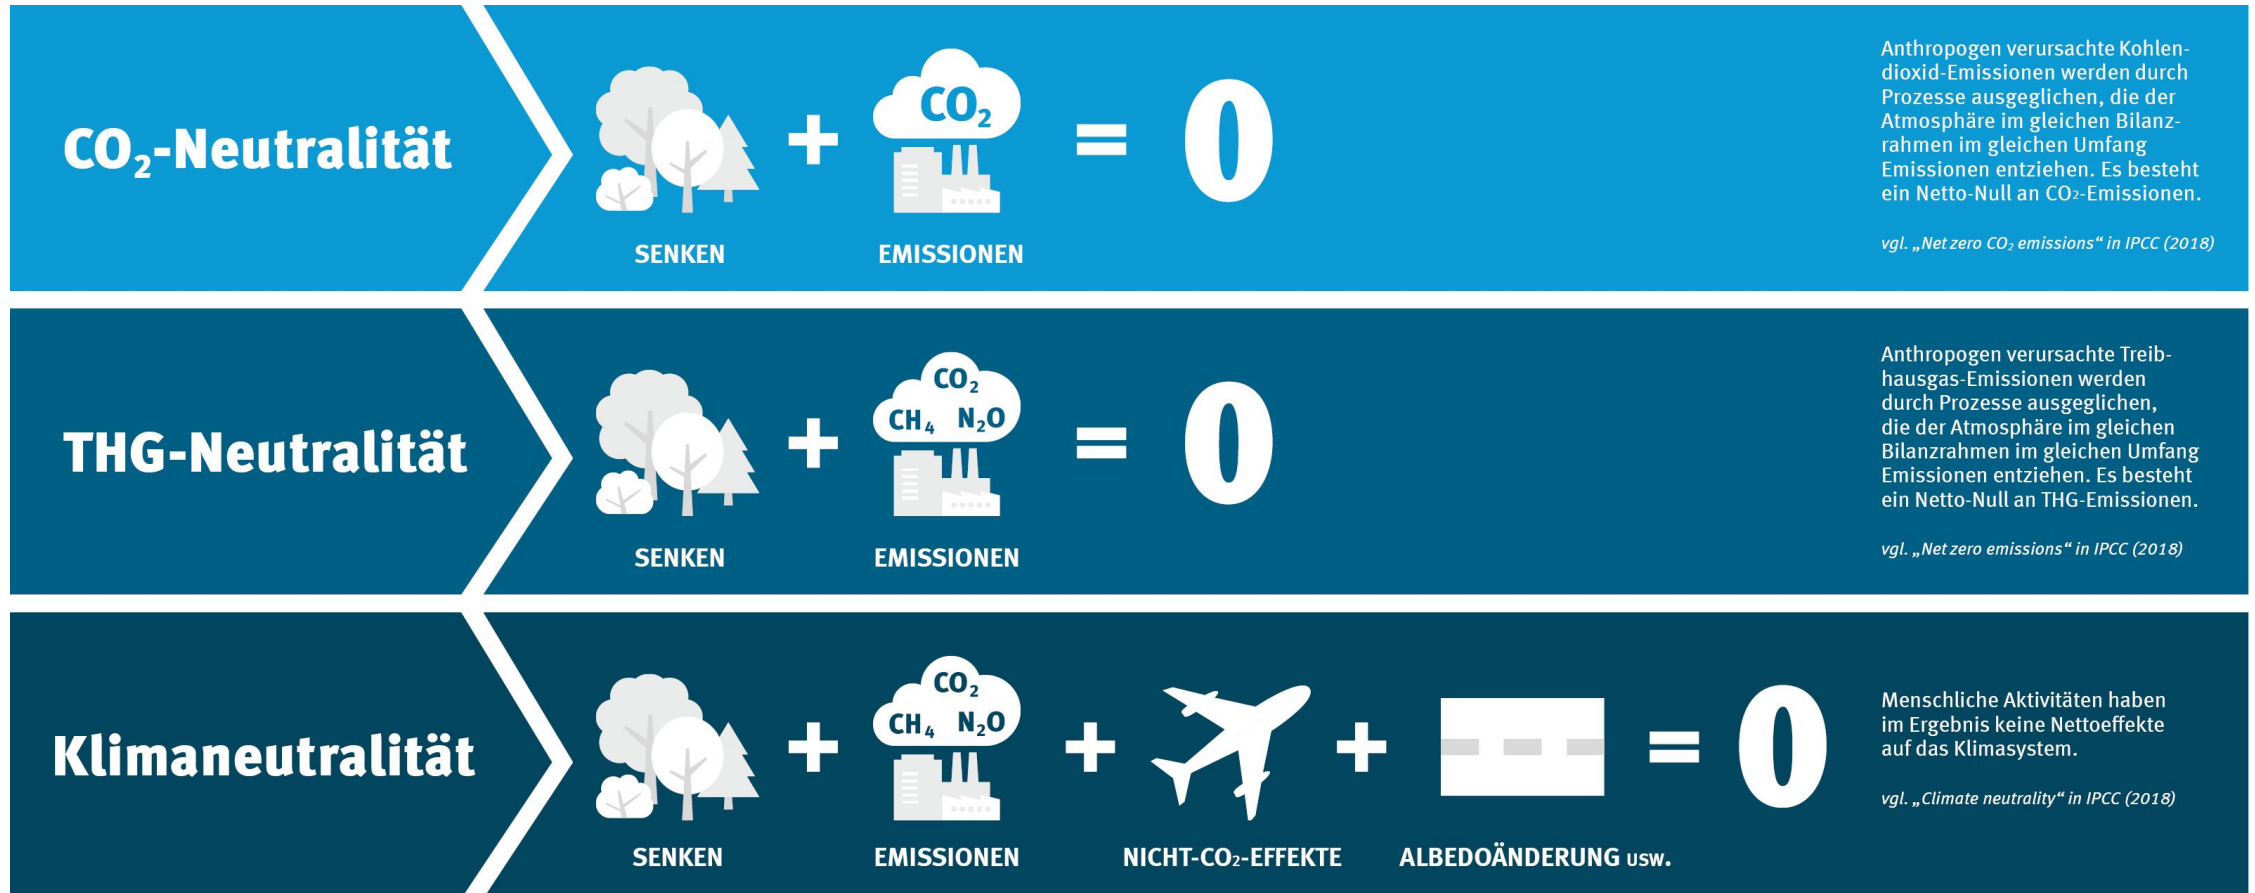 CO₂-Neutralität
+
CO₂
= 0
SENKEN
EMISSIONEN
Anthropogen verursachte Kohlen-
dioxid-Emissionen werden durch
Prozesse ausgeglichen, die der
Atmosphäre im gleichen Bilanz-
rahmen im gleichen Umfang
Emissionen entziehen. Es besteht
ein Netto-Null an CO₂-Emissionen.
vgl. „Net zero CO₂ emissions“ in IPCC (2018)
THG-Neutralität
+
CO₂
CH₄ N₂O
= 0
SENKEN
EMISSIONEN
Anthropogen verursachte Treib-
hausgas-Emissionen werden
durch Prozesse ausgeglichen,
die der Atmosphäre im gleichen
Bilanzrahmen im gleichen Umfang
Emissionen entziehen. Es besteht
ein Netto-Null an THG-Emissionen.
vgl. „Net zero emissions“ in IPCC (2018)
Klimaneutralität
+
CO₂
CH₄ N₂O
+
+
= 0
SENKEN
EMISSIONEN
NICHT-CO₂-EFFEKTE
ALBEDOÄNDERUNG USW.
Menschliche Aktivitäten haben
im Ergebnis keine Nettoeffekte
auf das Klimasystem.
vgl. „Climate neutrality“ in IPCC (2018)